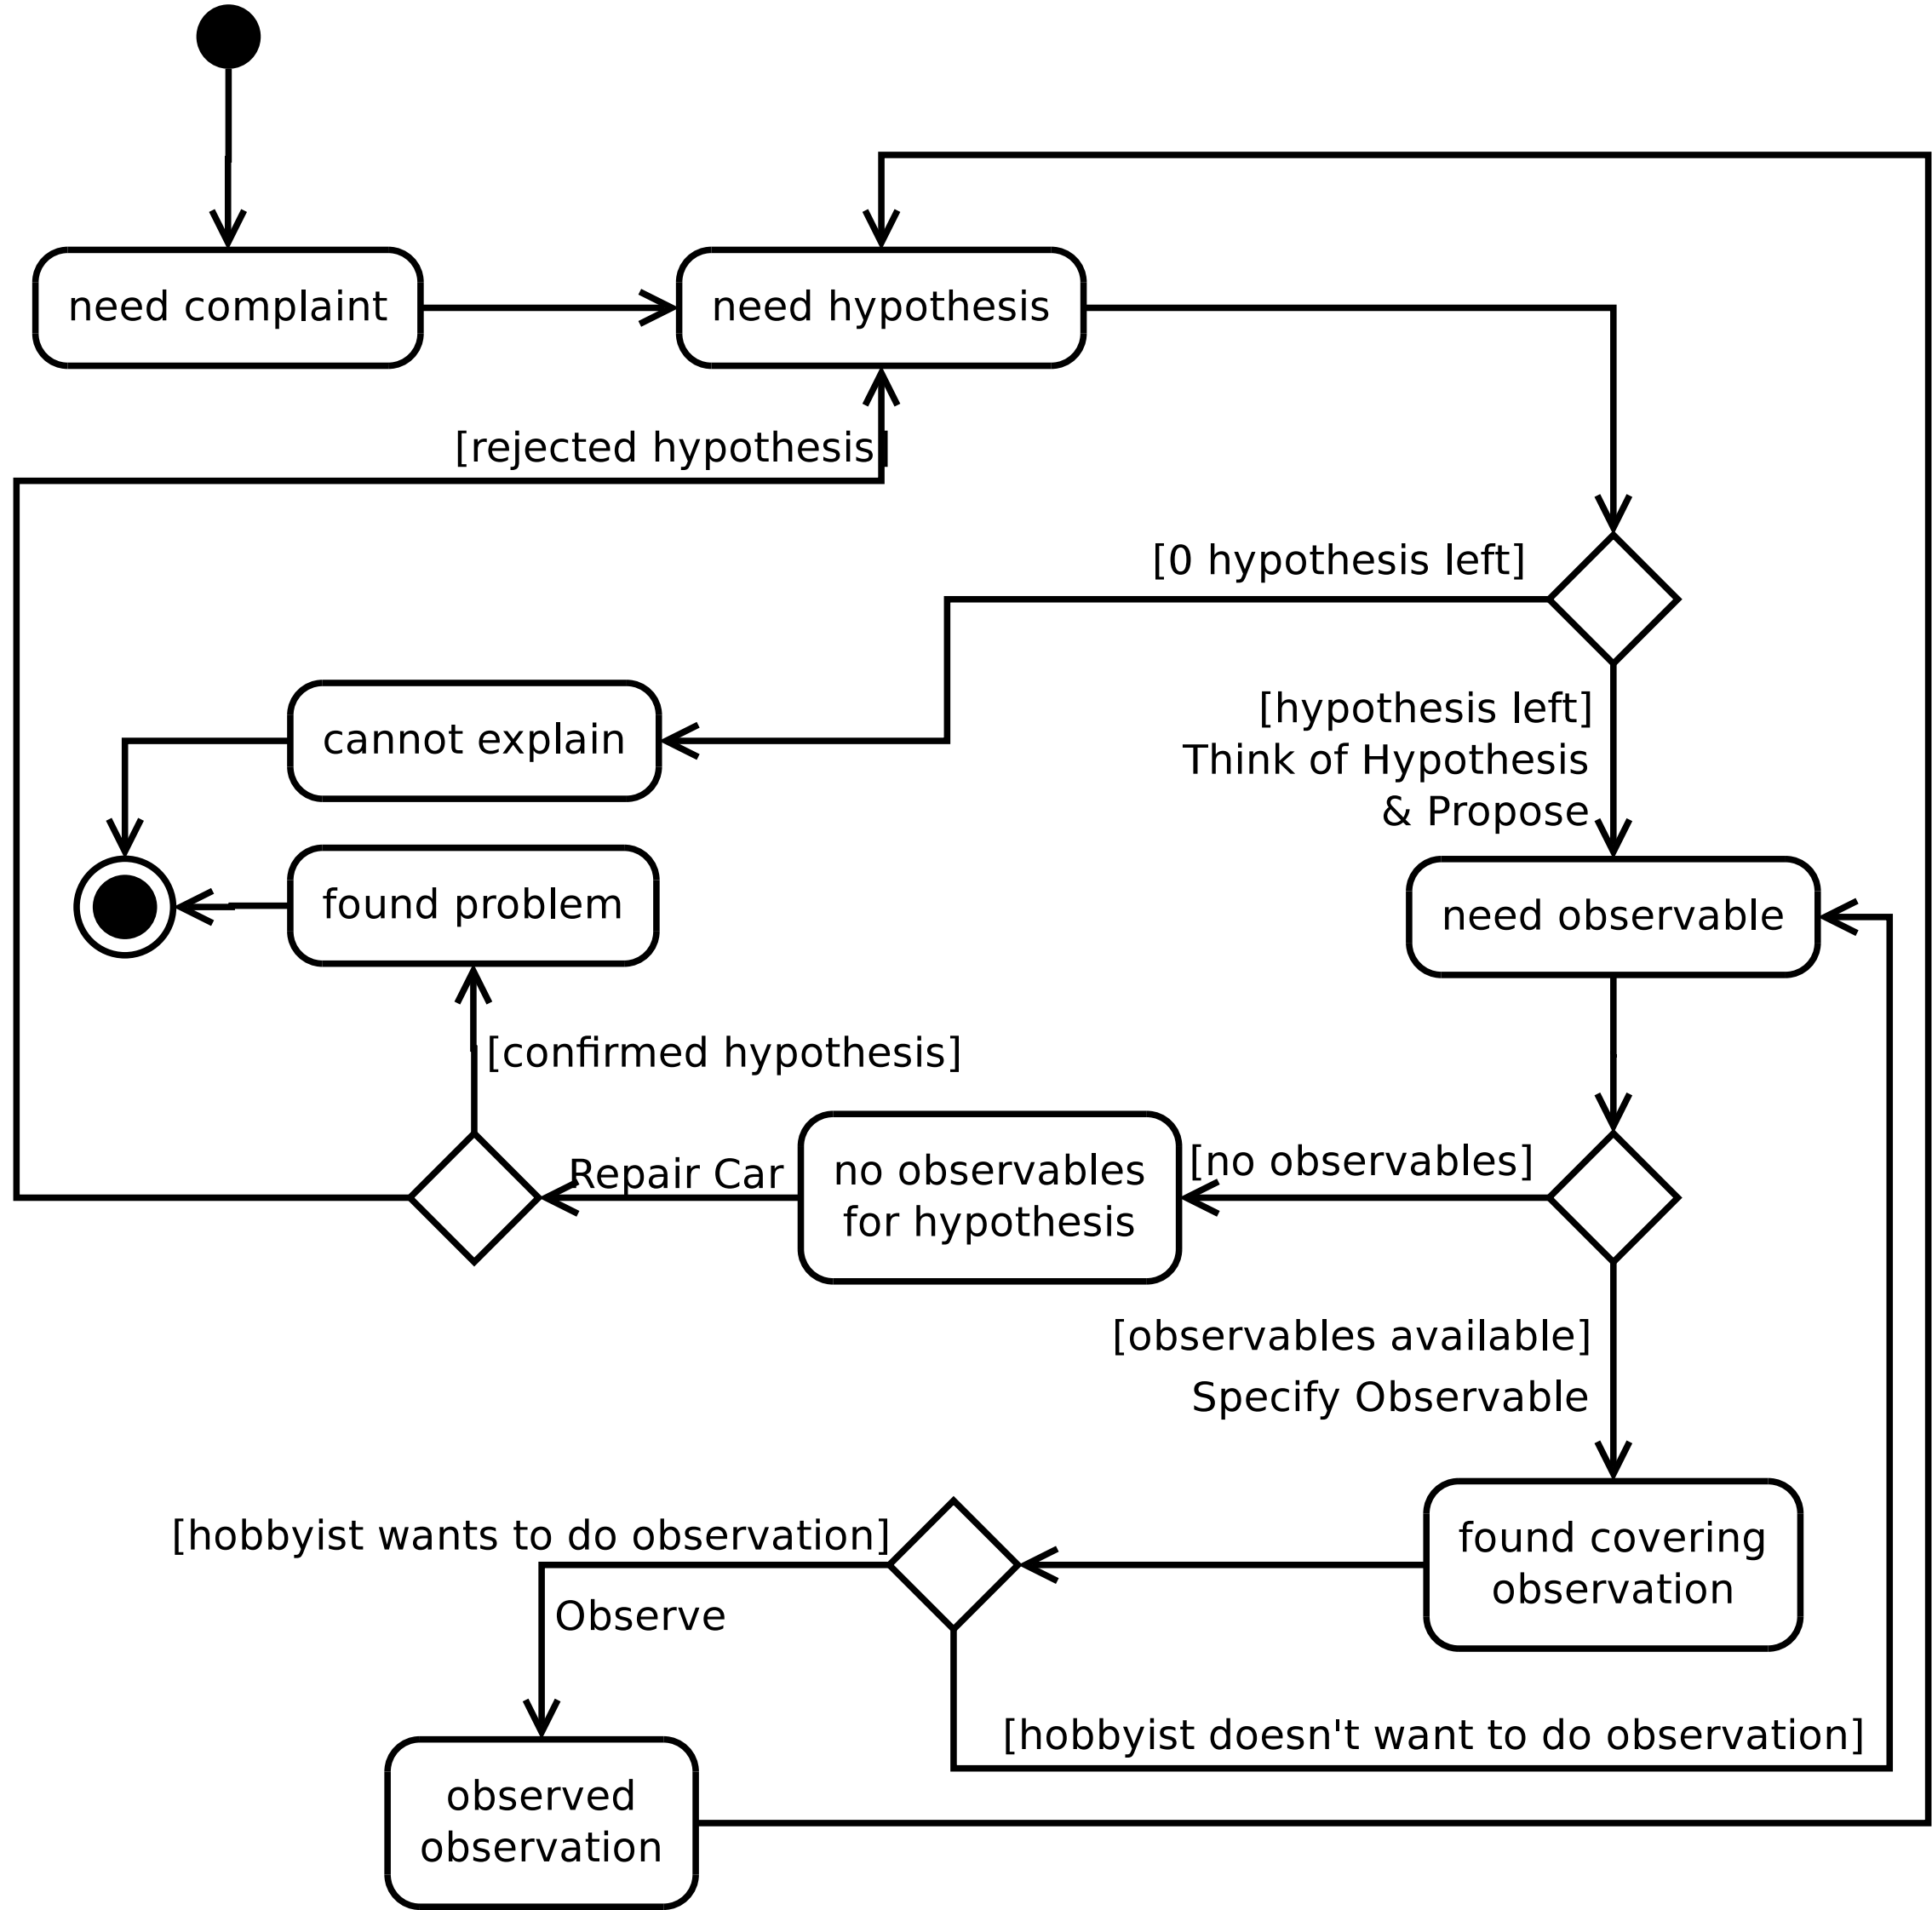 need complaint
need hypothesis
[rejected hypothesis]
[0 hypothesis left]
[hypothesis left]
Think of Hypothesis
& Propose
cannot explain
found problem
need observable
[confirmed hypothesis]
Repair Car
no observables
for hypothesis
[no observables]
[observables available]
Specify Observable
[hobbyist wants to do observation]
found covering
observation
Observe
[hobbyist doesn't want to do observation]
observed
observation